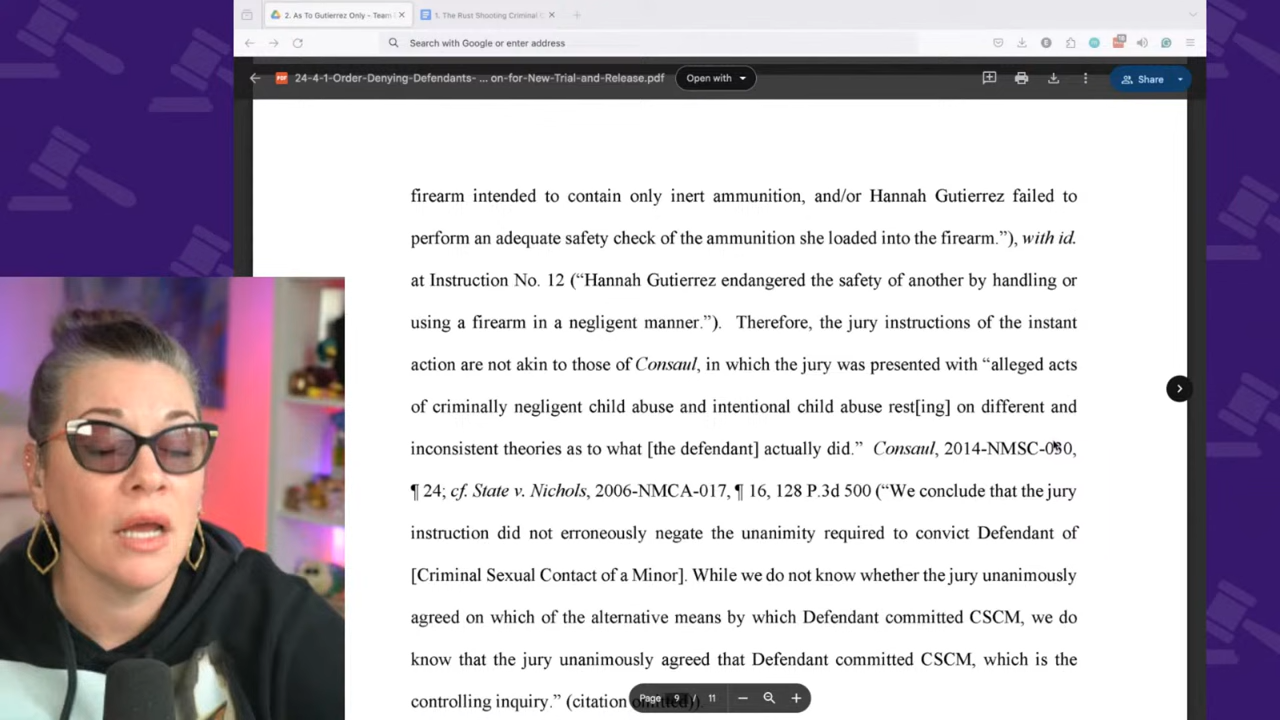 2. As To Gutierrez Only – Team
1. The Rust Shooting Criminal
Search with Google or enter address
24-4-1-Order-Denying-Defendants- ... on-for-New-Trial-and-Release.pdf
Open with
Share
firearm intended to contain only inert ammunition, and/or Hannah Gutierrez failed to
perform an adequate safety check of the ammunition she loaded into the firearm.”), with id.
at Instruction No. 12 (“Hannah Gutierrez endangered the safety of another by handling or
using a firearm in a negligent manner.”). Therefore, the jury instructions of the instant
action are not akin to those of Consaul, in which the jury was presented with “alleged acts
of criminally negligent child abuse and intentional child abuse rest[ing] on different and
inconsistent theories as to what [the defendant] actually did.” Consaul, 2014-NMSC-030,
¶ 24; cf. State v. Nichols, 2006-NMCA-017, ¶ 16, 128 P.3d 500 (“We conclude that the jury
instruction did not erroneously negate the unanimity required to convict Defendant of
[Criminal Sexual Contact of a Minor]. While we do not know whether the jury unanimously
agreed on which of the alternative means by which Defendant committed CSCM, we do
know that the jury unanimously agreed that Defendant committed CSCM, which is the
controlling inquiry.” (citation omitted)).
Page 9 / 11